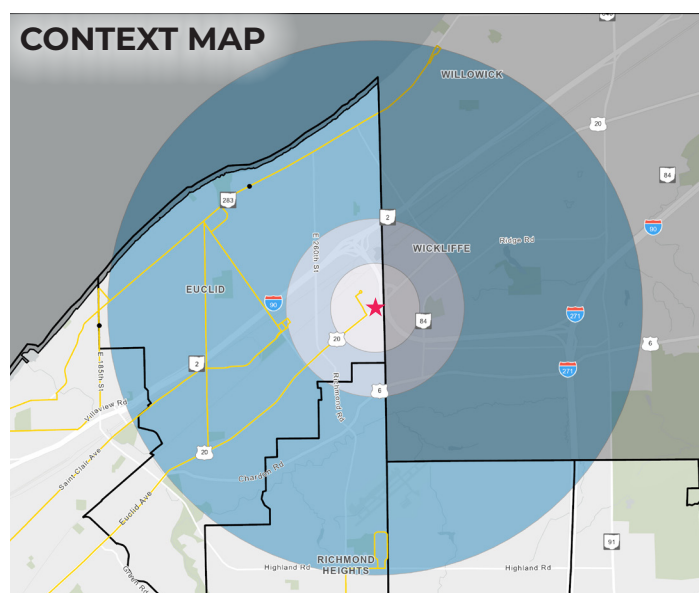 CONTEXT MAP
WILLOWICK
20
84
283
2
E 260th St
WICKLIFFE
Ridge Rd
90
EUCLID
90
271
84
20
6
2
271
E 185th St
Richmond Rd
6
Villaview Rd
20
Saint Clair Ave
Chardon Rd
Euclid Ave
91
RICHMOND
HEIGHTS
Highland Rd
Highland Rd
Green Rd